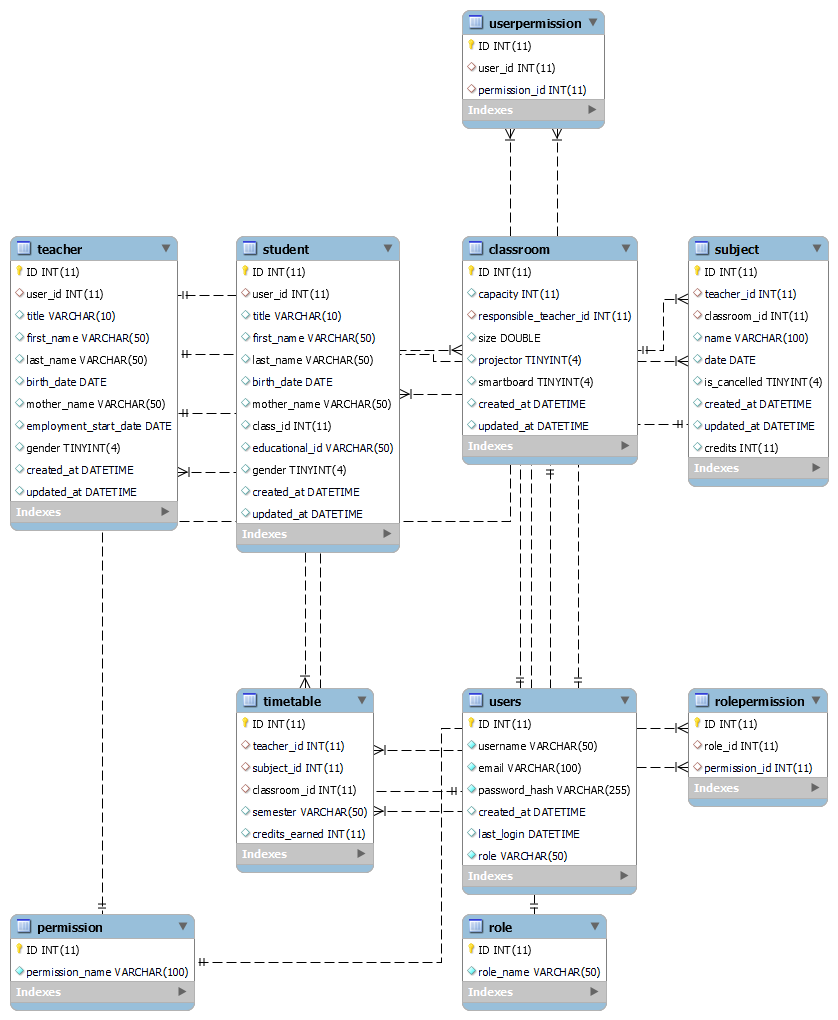 userpermission
ID INT(11)
user_id INT(11)
permission_id INT(11)
Indexes
teacher
ID INT(11)
user_id INT(11)
title VARCHAR(10)
first_name VARCHAR(50)
last_name VARCHAR(50)
birth_date DATE
mother_name VARCHAR(50)
employment_start_date DATE
gender TINYINT(4)
created_at DATETIME
updated_at DATETIME
Indexes
student
ID INT(11)
user_id INT(11)
title VARCHAR(10)
first_name VARCHAR(50)
last_name VARCHAR(50)
birth_date DATE
mother_name VARCHAR(50)
class_id INT(11)
educational_id VARCHAR(50)
gender TINYINT(4)
created_at DATETIME
updated_at DATETIME
Indexes
classroom
ID INT(11)
capacity INT(11)
responsible_teacher_id INT(11)
size DOUBLE
projector TINYINT(4)
smartboard TINYINT(4)
created_at DATETIME
updated_at DATETIME
Indexes
subject
ID INT(11)
teacher_id INT(11)
classroom_id INT(11)
name VARCHAR(100)
date DATE
is_cancelled TINYINT(4)
created_at DATETIME
updated_at DATETIME
credits INT(11)
Indexes
timetable
ID INT(11)
teacher_id INT(11)
subject_id INT(11)
classroom_id INT(11)
semester VARCHAR(50)
credits_earned INT(11)
Indexes
users
ID INT(11)
username VARCHAR(50)
email VARCHAR(100)
password_hash VARCHAR(255)
created_at DATETIME
last_login DATETIME
role VARCHAR(50)
Indexes
rolepermission
ID INT(11)
role_id INT(11)
permission_id INT(11)
Indexes
permission
ID INT(11)
permission_name VARCHAR(100)
Indexes
role
ID INT(11)
role_name VARCHAR(50)
Indexes